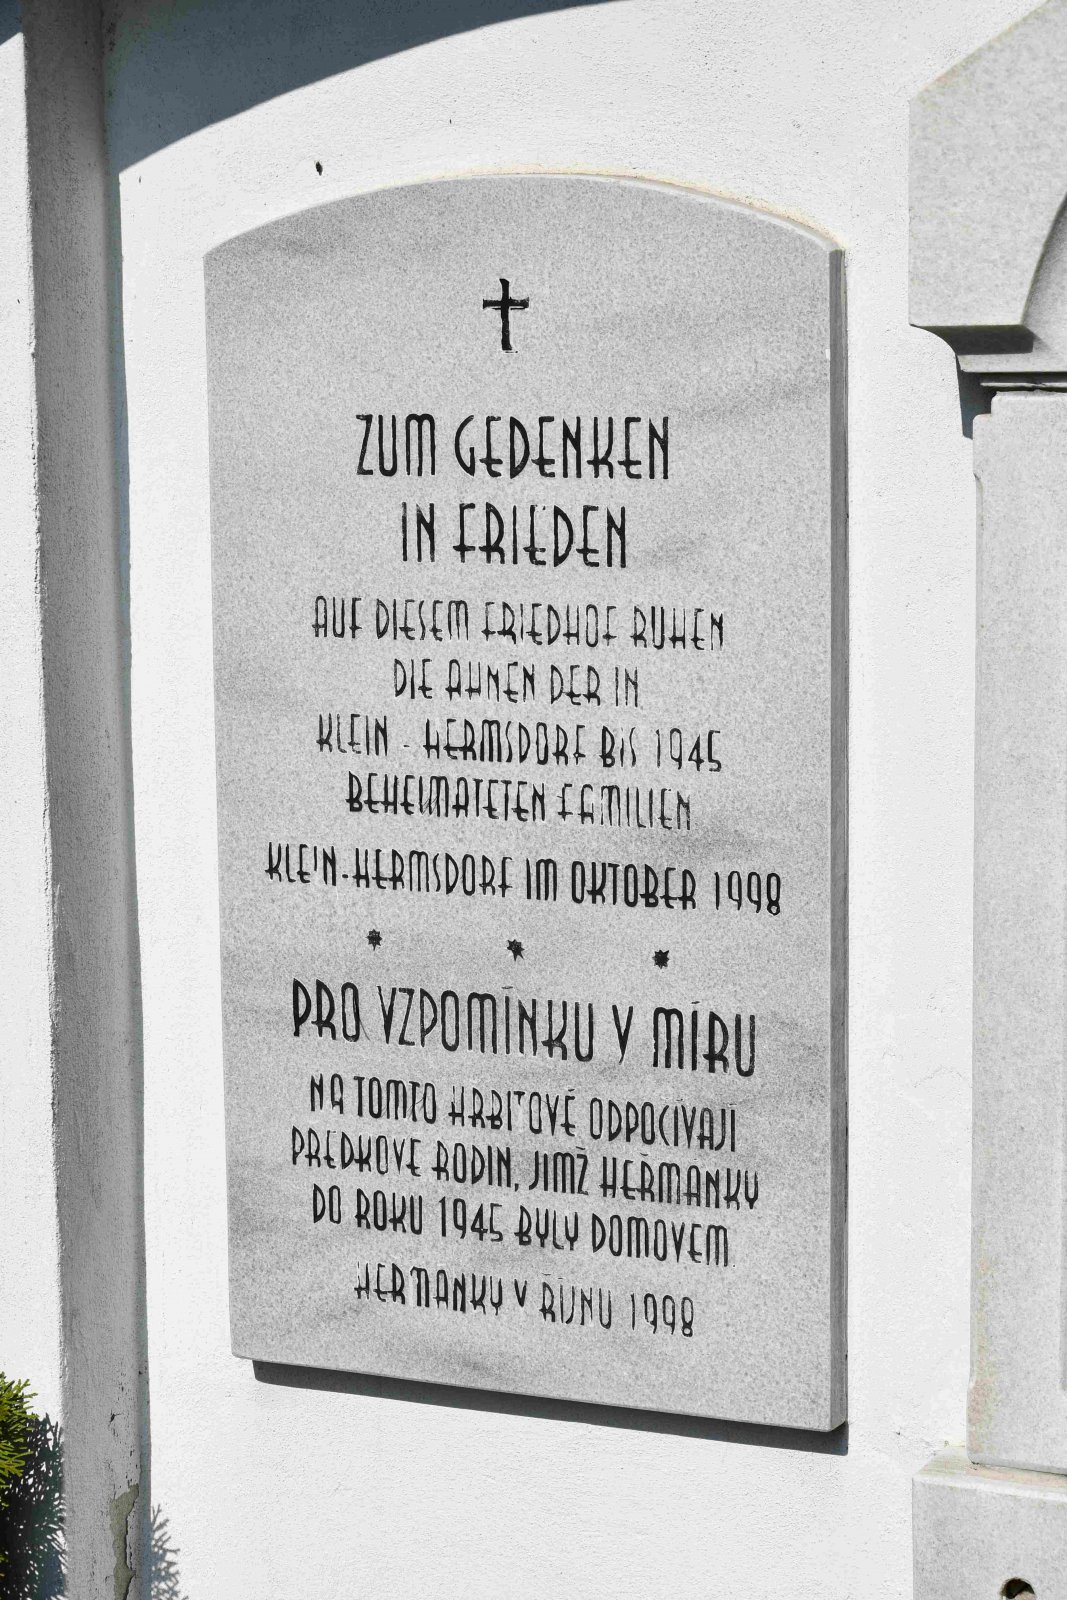 ZUM GEDENKEN
IN FRIEDEN
AUF DIESEM FRIEDHOF RUHEN
DIE AHNEN DER IN
KLEIN - HERMSDORF BIS 1945
BEHEIMATETEN FAMILIEN
KLEIN-HERMSDORF IM OKTOBER 1998
* * *
PRO VZPOMÍNKU V MÍRU
NA TOMTO HŘBITOVĚ ODPOČÍVAJÍ
PŘEDKOVÉ RODIN, JIMŽ HEŘMÁNKY
DO ROKU 1945 BYLY DOMOVEM.
HEŘMÁNKY V ŘÍJNU 1998